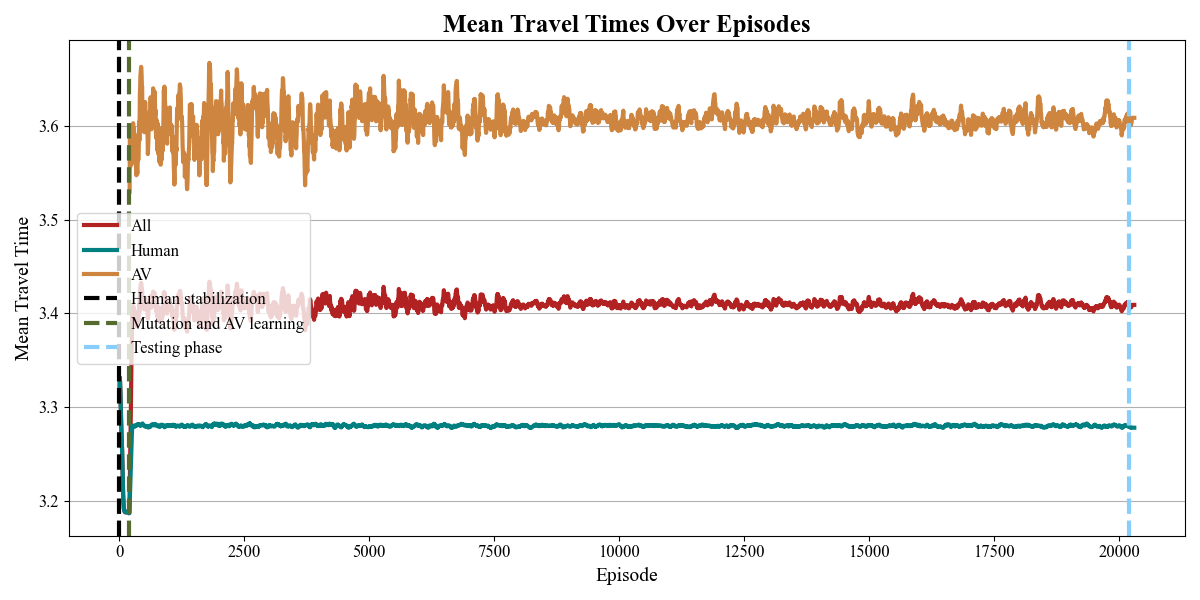 Mean Travel Times Over Episodes
Mean Travel Time
3.6
3.5
3.4
3.3
3.2
All
Human
AV
Human stabilization
Mutation and AV learning
Testing phase
0 2500 5000 7500 10000 12500 15000 17500 20000
Episode